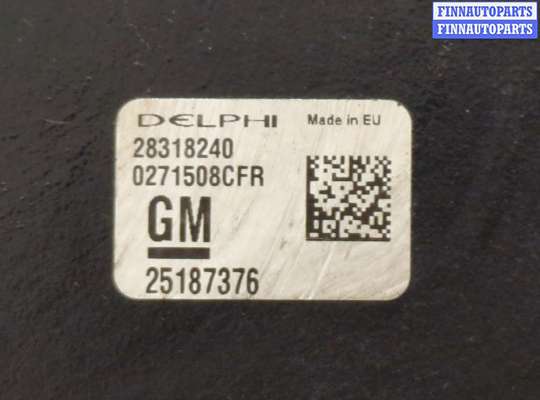 FINNAUTOPARTS
FINNAUTOPARTS
DELPHI Made in EU
28318240
0271508CFR
GM
25187376